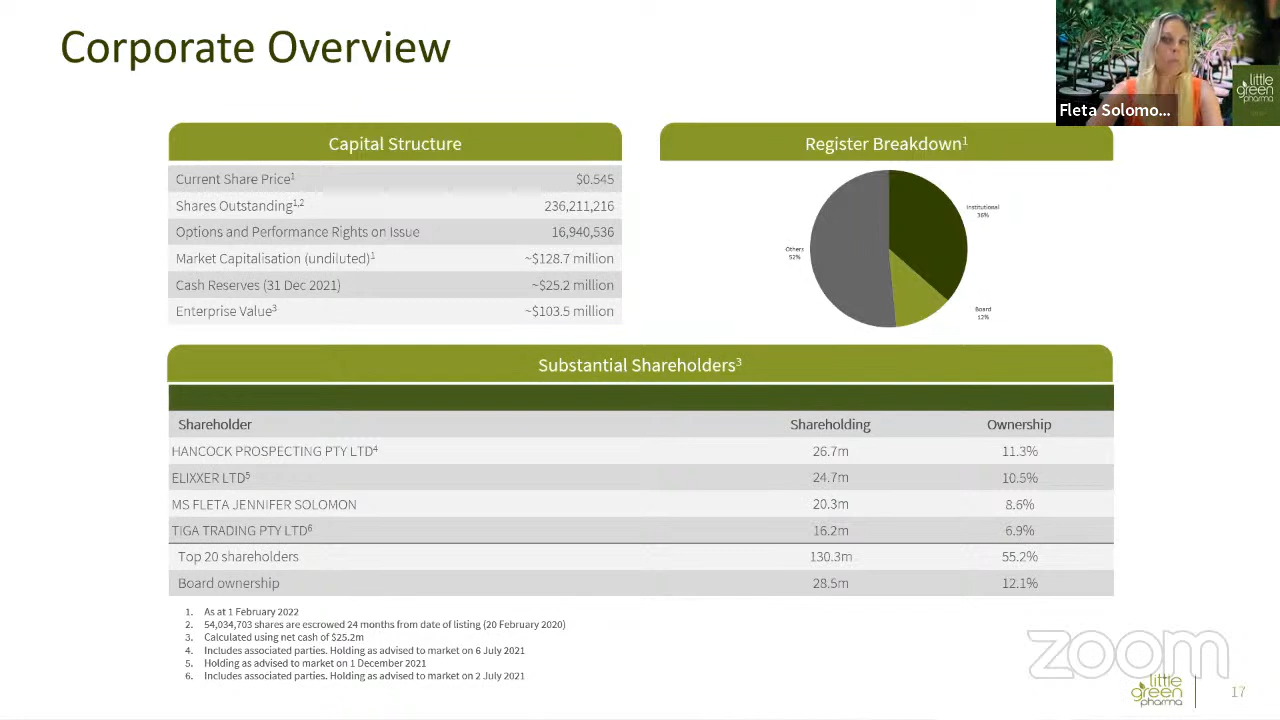 Corporate Overview
Fleta Solomo...
little
green
pharma
Capital Structure
Current Share Price1 $0.545
Shares Outstanding1,2 236,211,216
Options and Performance Rights on Issue 16,940,536
Market Capitalisation (undiluted)1 ~$128.7 million
Cash Reserves (31 Dec 2021) ~$25.2 million
Enterprise Value3 ~$103.5 million
Register Breakdown1
Institutional
36%
Others
52%
Board
12%
Substantial Shareholders3
Shareholder Shareholding Ownership
HANCOCK PROSPECTING PTY LTD4 26.7m 11.3%
ELIXXER LTD5 24.7m 10.5%
MS FLETA JENNIFER SOLOMON 20.3m 8.6%
TIGA TRADING PTY LTD6 16.2m 6.9%
Top 20 shareholders 130.3m 55.2%
Board ownership 28.5m 12.1%
1. As at 1 February 2022
2. 54,034,703 shares are escrowed 24 months from date of listing (20 February 2020)
3. Calculated using net cash of $25.2m
4. Includes associated parties. Holding as advised to market on 6 July 2021
5. Holding as advised to market on 1 December 2021
6. Includes associated parties. Holding as advised to market on 2 July 2021
zoom
little
green
pharma
17